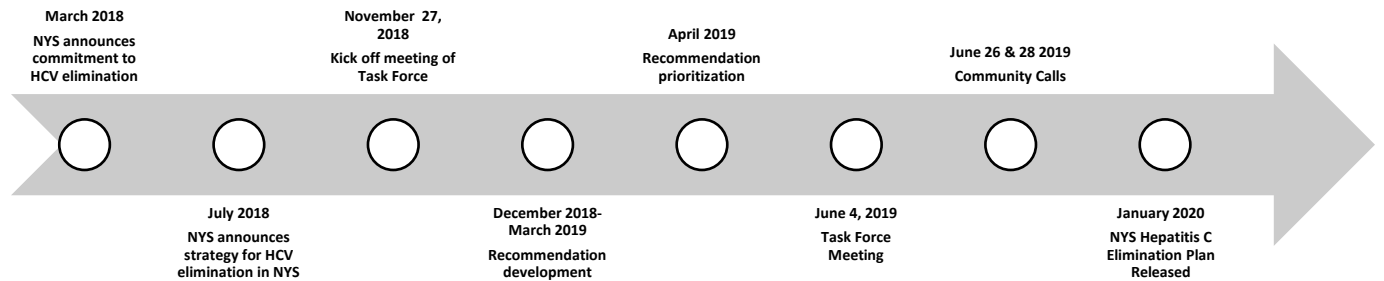 March 2018
NYS announces
commitment to
HCV elimination
July 2018
NYS announces
strategy for HCV
elimination in NYS
November 27,
2018
Kick off meeting of
Task Force
December 2018-
March 2019
Recommendation
development
April 2019
Recommendation
prioritization
June 4, 2019
Task Force
Meeting
June 26 & 28 2019
Community Calls
January 2020
NYS Hepatitis C
Elimination Plan
Released